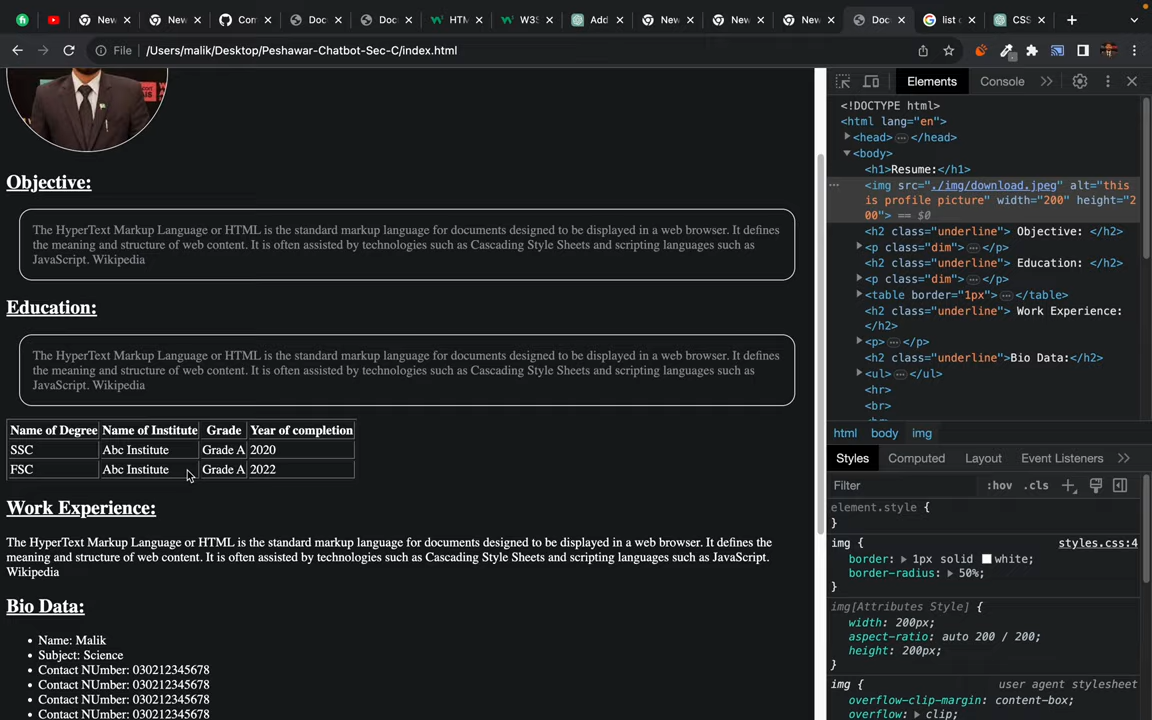 New
New
Com
Doc
Doc
HTM
W3S
Add
New
New
New
Doc
list c
CSS
File
/Users/malik/Desktop/Peshawar-Chatbot-Sec-C/index.html
Objective:
The HyperText Markup Language or HTML is the standard markup language for documents designed to be displayed in a web browser. It defines
the meaning and structure of web content. It is often assisted by technologies such as Cascading Style Sheets and scripting languages such as
JavaScript. Wikipedia
Education:
The HyperText Markup Language or HTML is the standard markup language for documents designed to be displayed in a web browser. It defines
the meaning and structure of web content. It is often assisted by technologies such as Cascading Style Sheets and scripting languages such as
JavaScript. Wikipedia
Name of Degree Name of Institute Grade Year of completion
SSC Abc Institute Grade A 2020
FSC Abc Institute Grade A 2022
Work Experience:
The HyperText Markup Language or HTML is the standard markup language for documents designed to be displayed in a web browser. It defines the
meaning and structure of web content. It is often assisted by technologies such as Cascading Style Sheets and scripting languages such as JavaScript.
Wikipedia
Bio Data:
• Name: Malik
• Subject: Science
• Contact NUmber: 030212345678
• Contact NUmber: 030212345678
• Contact NUmber: 030212345678
• Contact NUmber: 030212345678
Elements Console
<!DOCTYPE html>
<html lang="en">
<head> … </head>
<body>
<h1>Resume:</h1>
<img src="./img/download.jpeg" alt="this
is profile picture" width="200" height="2
00"> == $0
<h2 class="underline"> Objective: </h2>
<p class="dim"> … </p>
<h2 class="underline"> Education: </h2>
<p class="dim"> … </p>
<table border="1px"> … </table>
<h2 class="underline"> Work Experience:
</h2>
<p> … </p>
<h2 class="underline">Bio Data:</h2>
<ul> … </ul>
<hr>
<br>
html body img
Styles Computed Layout Event Listeners
Filter :hov .cls
element.style {
}
img { styles.css:4
border: 1px solid white;
border-radius: 50%;
}
img[Attributes Style] {
width: 200px;
aspect-ratio: auto 200 / 200;
height: 200px;
}
img { user agent stylesheet
overflow-clip-margin: content-box;
overflow: clip;